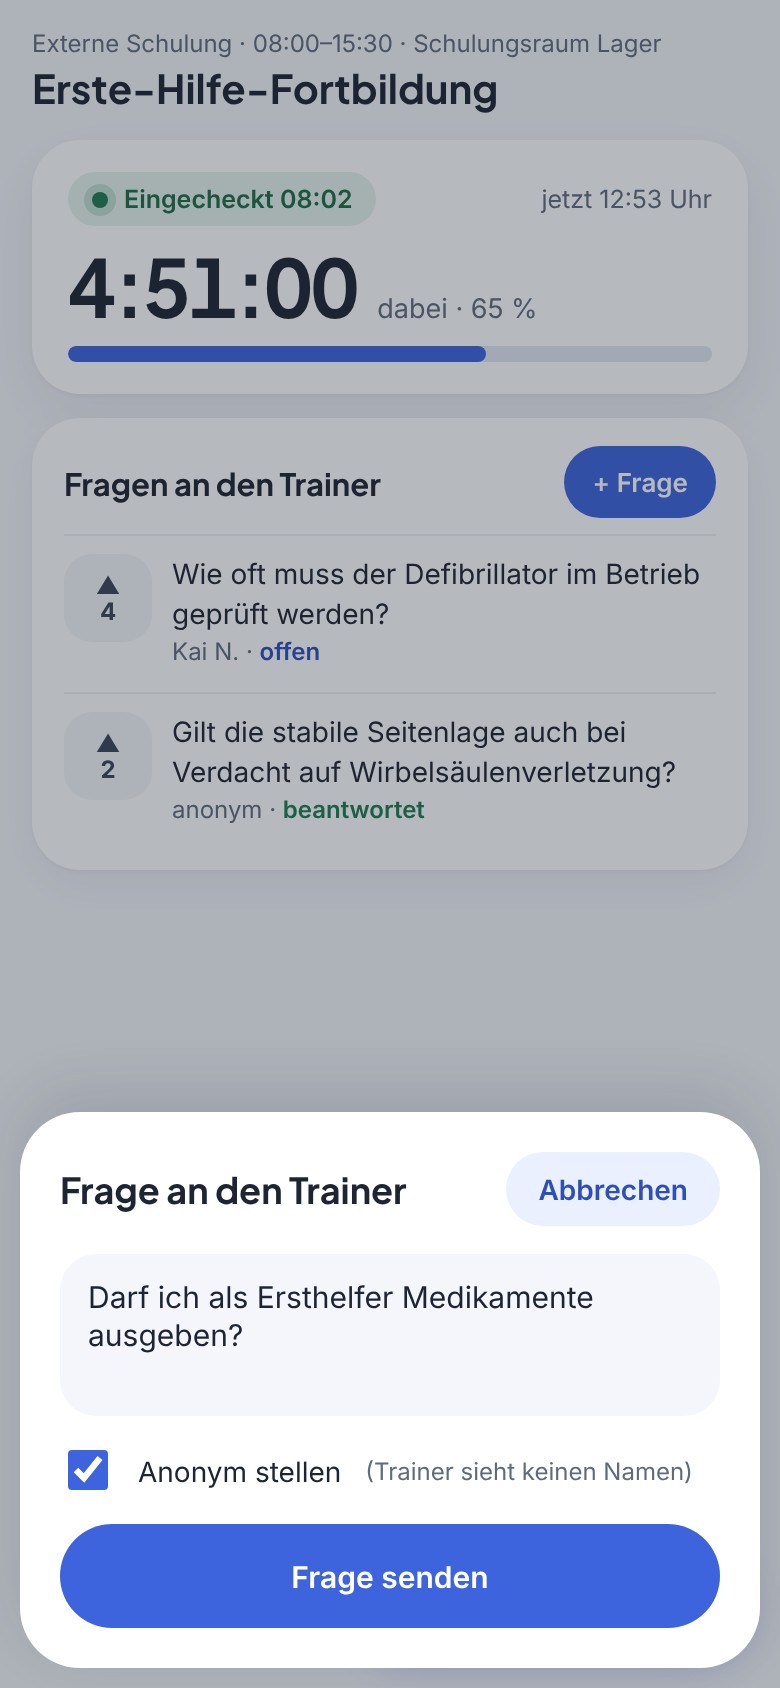 Externe Schulung · 08:00–15:30 · Schulungsraum Lager
Erste-Hilfe-Fortbildung
Eingecheckt 08:02
jetzt 12:53 Uhr
4:51:00 dabei · 65 %
Fragen an den Trainer
+ Frage
▲
4
Wie oft muss der Defibrillator im Betrieb
geprüft werden?
Kai N. · offen
▲
2
Gilt die stabile Seitenlage auch bei
Verdacht auf Wirbelsäulenverletzung?
anonym · beantwortet
Frage an den Trainer
Abbrechen
Darf ich als Ersthelfer Medikamente
ausgeben?
Anonym stellen (Trainer sieht keinen Namen)
Frage senden